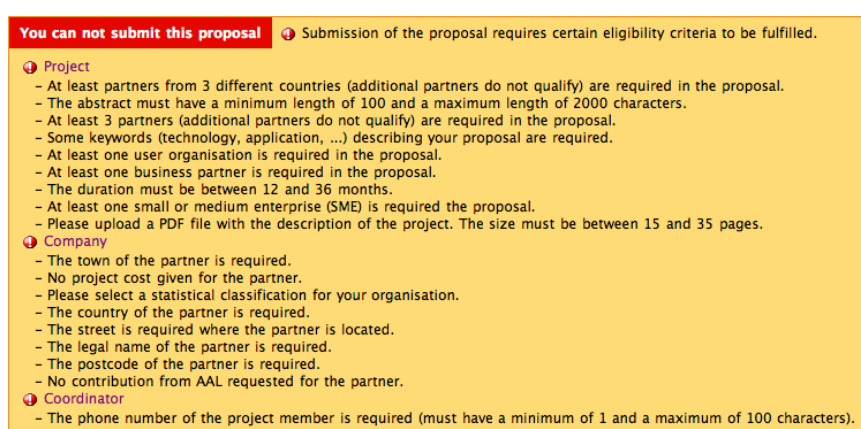 You can not submit this proposal Submission of the proposal requires certain eligibility criteria to be fulfilled.
Project
– At least partners from 3 different countries (additional partners do not qualify) are required in the proposal.
– The abstract must have a minimum length of 100 and a maximum length of 2000 characters.
– At least 3 partners (additional partners do not qualify) are required in the proposal.
– Some keywords (technology, application, ...) describing your proposal are required.
– At least one user organisation is required in the proposal.
– At least one business partner is required in the proposal.
– The duration must be between 12 and 36 months.
– At least one small or medium enterprise (SME) is required the proposal.
– Please upload a PDF file with the description of the project. The size must be between 15 and 35 pages.
Company
– The town of the partner is required.
– No project cost given for the partner.
– Please select a statistical classification for your organisation.
– The country of the partner is required.
– The street is required where the partner is located.
– The legal name of the partner is required.
– The postcode of the partner is required.
– No contribution from AAL requested for the partner.
Coordinator
– The phone number of the project member is required (must have a minimum of 1 and a maximum of 100 characters).